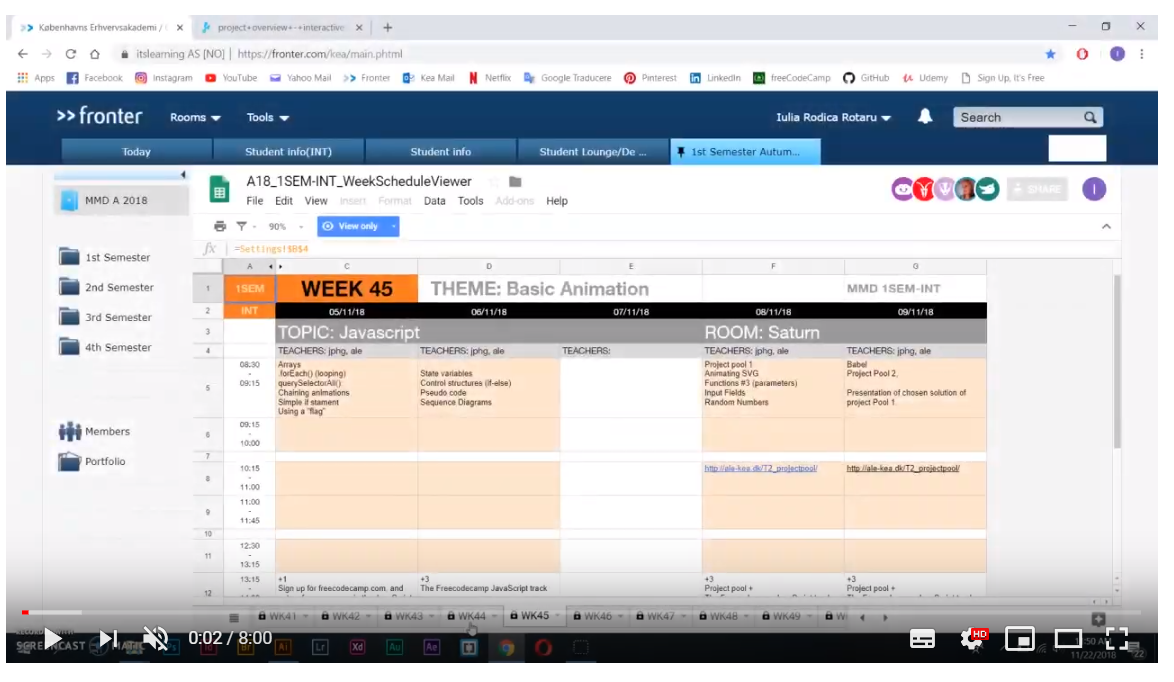 Københavns Erhvervsakademi /
project+overview+-+interactive
itslearning AS [NO] | https://fronter.com/kea/main.phtml
Apps Facebook Instagram YouTube Yahoo Mail Fronter Kea Mail Netflix Google Traducere Pinterest LinkedIn freeCodeCamp GitHub Udemy Sign Up, It's Free
>>fronter Rooms Tools Iulia Rodica Rotaru Search
Today Student info(INT) Student info Student Lounge/De ... 1st Semester Autum...
MMD A 2018
1st Semester
2nd Semester
3rd Semester
4th Semester
Members
Portfolio
A18_1SEM-INT_WeekScheduleViewer
File Edit View Insert Format Data Tools Add-ons Help
SHARE I
90% View only
fx =Settings!$B$4
A C D E F G
1 1SEM WEEK 45 THEME: Basic Animation MMD 1SEM-INT
2 INT 05/11/18 06/11/18 07/11/18 08/11/18 09/11/18
3 TOPIC: Javascript ROOM: Saturn
4 TEACHERS: jphg, ale TEACHERS: jphg, ale TEACHERS: TEACHERS: jphg, ale TEACHERS: jphg, ale
5
08:30
-
09:15
Arrays
.forEach() (looping)
querySelectorAll()
Chaining animations
Simple if stament
Using a "flag"
State variables
Control structures (if-else)
Pseudo code
Sequence Diagrams
Project pool 1
Animating SVG
Functions #3 (parameters)
Input Fields
Random Numbers
Babel
Project Pool 2.
Presentation of chosen solution of
project Pool 1.
6
09:15
-
10:00
7
8
10:15
-
11:00
http://ale-kea.dk/T2_projectpool/ http://ale-kea.dk/T2_projectpool/
9
11:00
-
11:45
10
11
12:30
-
13:15
12
13:15
+1
Sign up for freecodecamp.com, and
+3
The Freecodecamp JavaScript track
+3
Project pool +
+3
Project pool +
WK41 WK42 WK43 WK44 WK45 WK46 WK47 WK48 WK49 W
0:02 / 8:00
HD
Ai Lr Xd Au Ae
11/22/2018